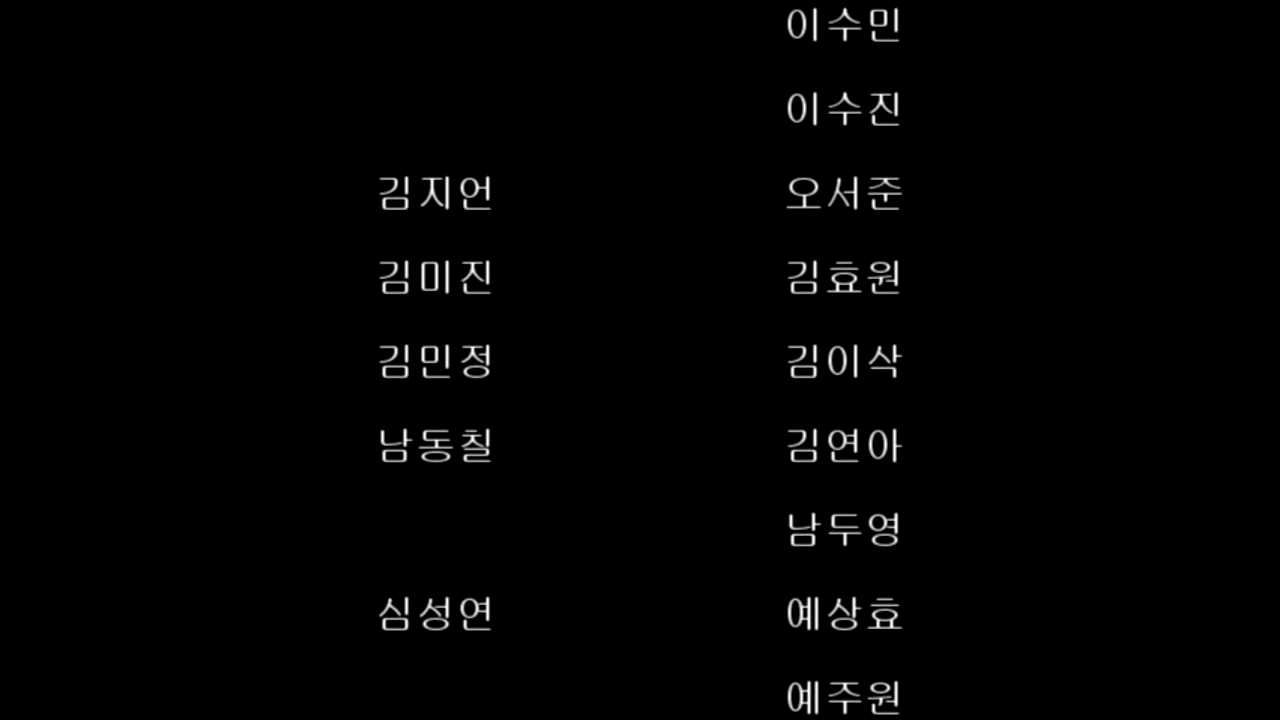 이수민
이수진
김지언 오서준
김미진 김효원
김민정 김이삭
남동칠 김연아
남두영
심성연 예상효
예주원